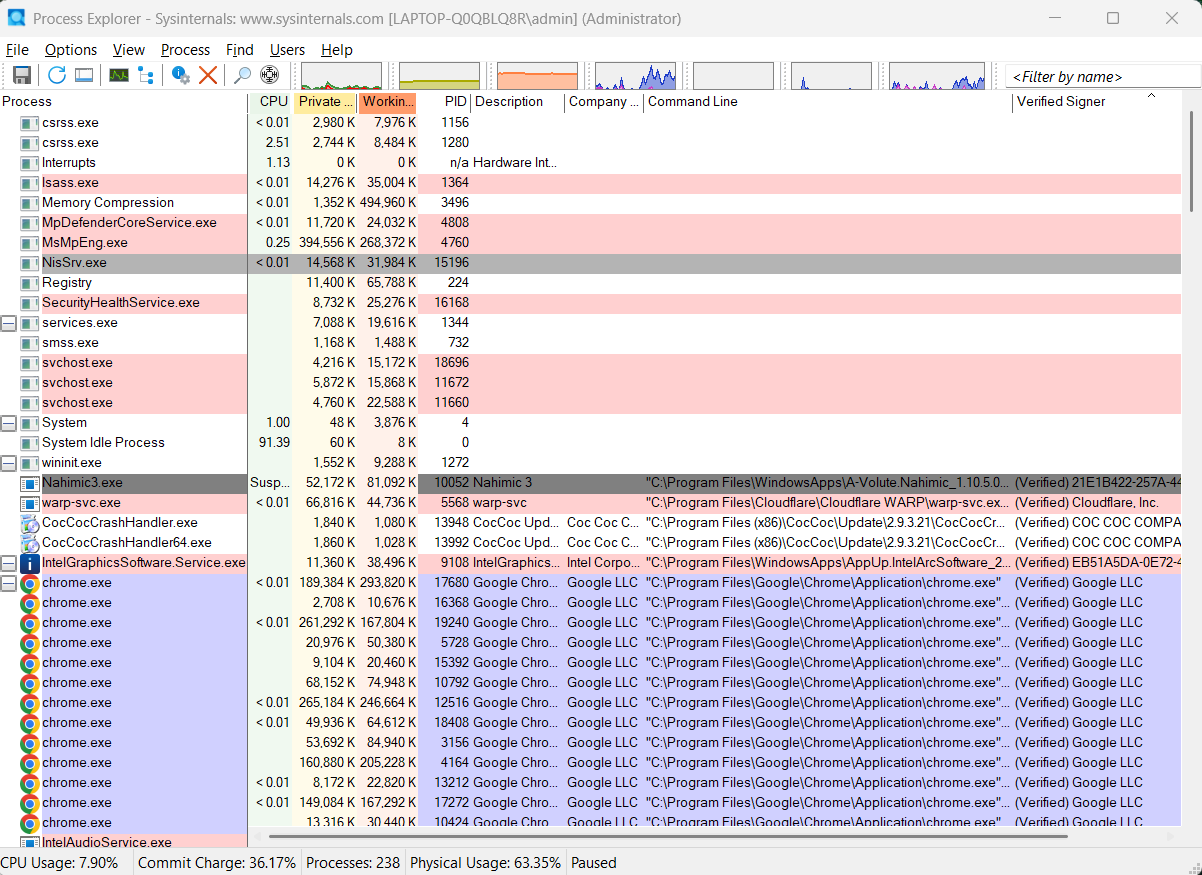 Process Explorer - Sysinternals: www.sysinternals.com [LAPTOP-Q0QBLQ8R\admin] (Administrator)
File Options View Process Find Users Help
<Filter by name>
Process CPU Private ... Workin... PID Description Company ... Command Line Verified Signer
csrss.exe < 0.01 2,980 K 7,976 K 1156
csrss.exe 2.51 2,744 K 8,484 K 1280
Interrupts 1.13 0 K 0 K n/a Hardware Int...
lsass.exe < 0.01 14,276 K 35,004 K 1364
Memory Compression < 0.01 1,352 K 494,960 K 3496
MpDefenderCoreService.exe < 0.01 11,720 K 24,032 K 4808
MsMpEng.exe 0.25 394,556 K 268,372 K 4760
NisSrv.exe < 0.01 14,568 K 31,984 K 15196
Registry 11,400 K 65,788 K 224
SecurityHealthService.exe 8,732 K 25,276 K 16168
services.exe 7,088 K 19,616 K 1344
smss.exe 1,168 K 1,488 K 732
svchost.exe 4,216 K 15,172 K 18696
svchost.exe 5,872 K 15,868 K 11672
svchost.exe 4,760 K 22,588 K 11660
System 1.00 48 K 3,876 K 4
System Idle Process 91.39 60 K 8 K 0
wininit.exe 1,552 K 9,288 K 1272
Nahimic3.exe Susp... 52,172 K 81,092 K 10052 Nahimic 3 "C:\Program Files\WindowsApps\A-Volute.Nahimic_1.10.5.0... (Verified) 21E1B422-257A-44
warp-svc.exe < 0.01 66,816 K 44,736 K 5568 warp-svc "C:\Program Files\Cloudflare\Cloudflare WARP\warp-svc.ex... (Verified) Cloudflare, Inc.
CocCocCrashHandler.exe 1,840 K 1,080 K 13948 CocCoc Upd... Coc Coc C... "C:\Program Files (x86)\CocCoc\Update\2.9.3.21\CocCocCr... (Verified) COC COC COMPA
CocCocCrashHandler64.exe 1,860 K 1,028 K 13992 CocCoc Upd... Coc Coc C... "C:\Program Files (x86)\CocCoc\Update\2.9.3.21\CocCocCr... (Verified) COC COC COMPA
IntelGraphicsSoftware.Service.exe 11,360 K 38,496 K 9108 IntelGraphics... Intel Corpo... "C:\Program Files\WindowsApps\AppUp.IntelArcSoftware_2... (Verified) EB51A5DA-0E72-4
chrome.exe < 0.01 189,384 K 293,820 K 17680 Google Chro... Google LLC "C:\Program Files\Google\Chrome\Application\chrome.exe" (Verified) Google LLC
chrome.exe 2,708 K 10,676 K 16368 Google Chro... Google LLC "C:\Program Files\Google\Chrome\Application\chrome.exe"... (Verified) Google LLC
chrome.exe < 0.01 261,292 K 167,804 K 19240 Google Chro... Google LLC "C:\Program Files\Google\Chrome\Application\chrome.exe"... (Verified) Google LLC
chrome.exe 20,976 K 50,380 K 5728 Google Chro... Google LLC "C:\Program Files\Google\Chrome\Application\chrome.exe"... (Verified) Google LLC
chrome.exe 9,104 K 20,460 K 15392 Google Chro... Google LLC "C:\Program Files\Google\Chrome\Application\chrome.exe"... (Verified) Google LLC
chrome.exe 68,152 K 74,948 K 10792 Google Chro... Google LLC "C:\Program Files\Google\Chrome\Application\chrome.exe"... (Verified) Google LLC
chrome.exe < 0.01 265,184 K 246,664 K 12516 Google Chro... Google LLC "C:\Program Files\Google\Chrome\Application\chrome.exe"... (Verified) Google LLC
chrome.exe < 0.01 49,936 K 64,612 K 18408 Google Chro... Google LLC "C:\Program Files\Google\Chrome\Application\chrome.exe"... (Verified) Google LLC
chrome.exe 53,692 K 84,940 K 3156 Google Chro... Google LLC "C:\Program Files\Google\Chrome\Application\chrome.exe"... (Verified) Google LLC
chrome.exe 160,880 K 205,228 K 4164 Google Chro... Google LLC "C:\Program Files\Google\Chrome\Application\chrome.exe"... (Verified) Google LLC
chrome.exe < 0.01 8,172 K 22,820 K 13212 Google Chro... Google LLC "C:\Program Files\Google\Chrome\Application\chrome.exe"... (Verified) Google LLC
chrome.exe < 0.01 149,084 K 167,292 K 17272 Google Chro... Google LLC "C:\Program Files\Google\Chrome\Application\chrome.exe"... (Verified) Google LLC
chrome.exe 13,316 K 30,440 K 10424 Google Chro... Google LLC "C:\Program Files\Google\Chrome\Application\chrome.exe"... (Verified) Google LLC
IntelAudioService.exe
CPU Usage: 7.90% Commit Charge: 36.17% Processes: 238 Physical Usage: 63.35% Paused